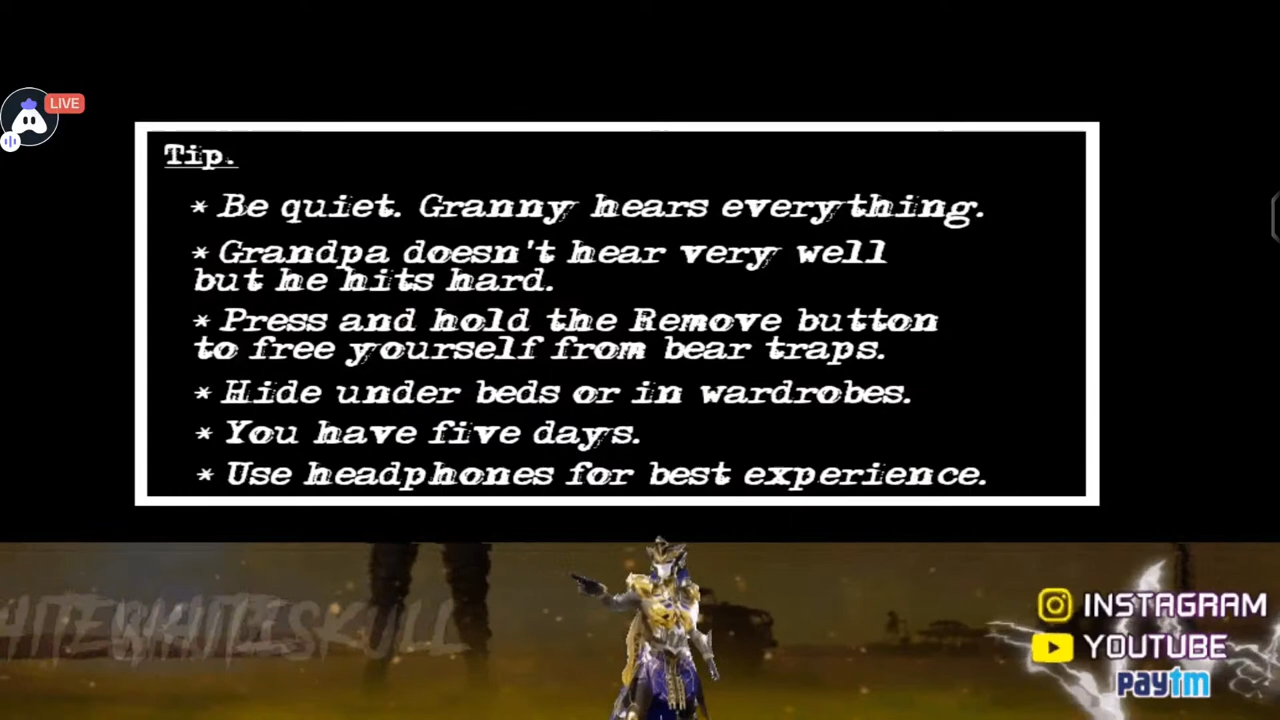 LIVE
Tip.
* Be quiet. Granny hears everything.
* Grandpa doesn't hear very well
but he hits hard.
* Press and hold the Remove button
to free yourself from bear traps.
* Hide under beds or in wardrobes.
* You have five days.
* Use headphones for best experience.
INSTAGRAM
YOUTUBE
paytm